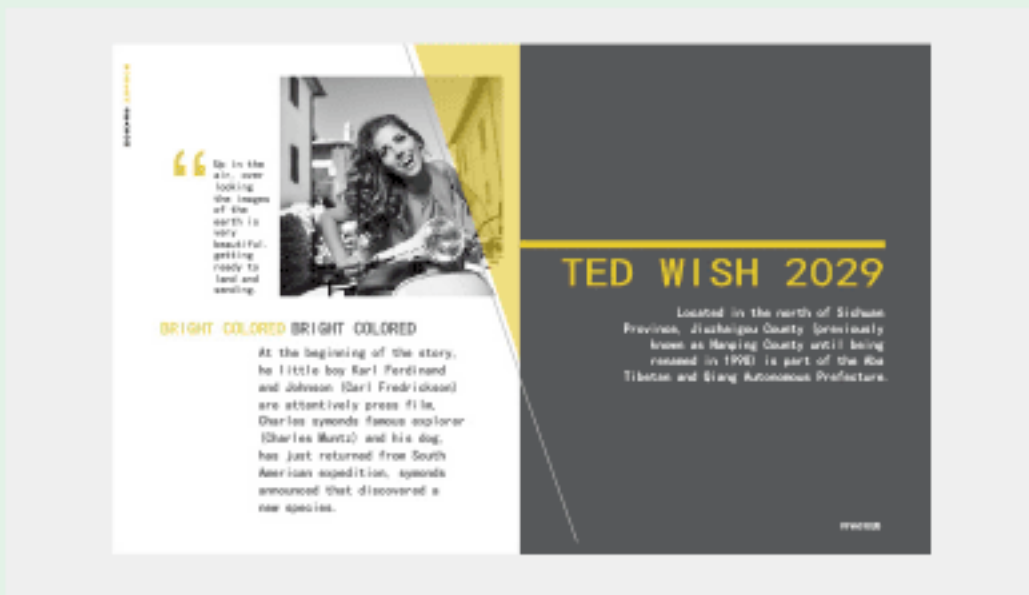 “
Up in the
air, over
looking
the images
of the
earth is
very
beautiful.
getting
ready to
land and
sending.
BRIGHT COLORED BRIGHT COLORED
At the beginning of the story,
he little boy Karl Ferdinand
and Johnson (Carl Fredrickson)
are attentively press film,
Charles symonds famous explorer
(Charles Muntz) and his dog,
has just returned from South
American expedition, symonds
announced that discovered a
new species.
TED WISH 2029
Located in the north of Sichuan
Province, Jiuzhaigou County (previously
known as Nanping County until being
renamed in 1998) is part of the Aba
Tibetan and Qiang Autonomous Prefecture.